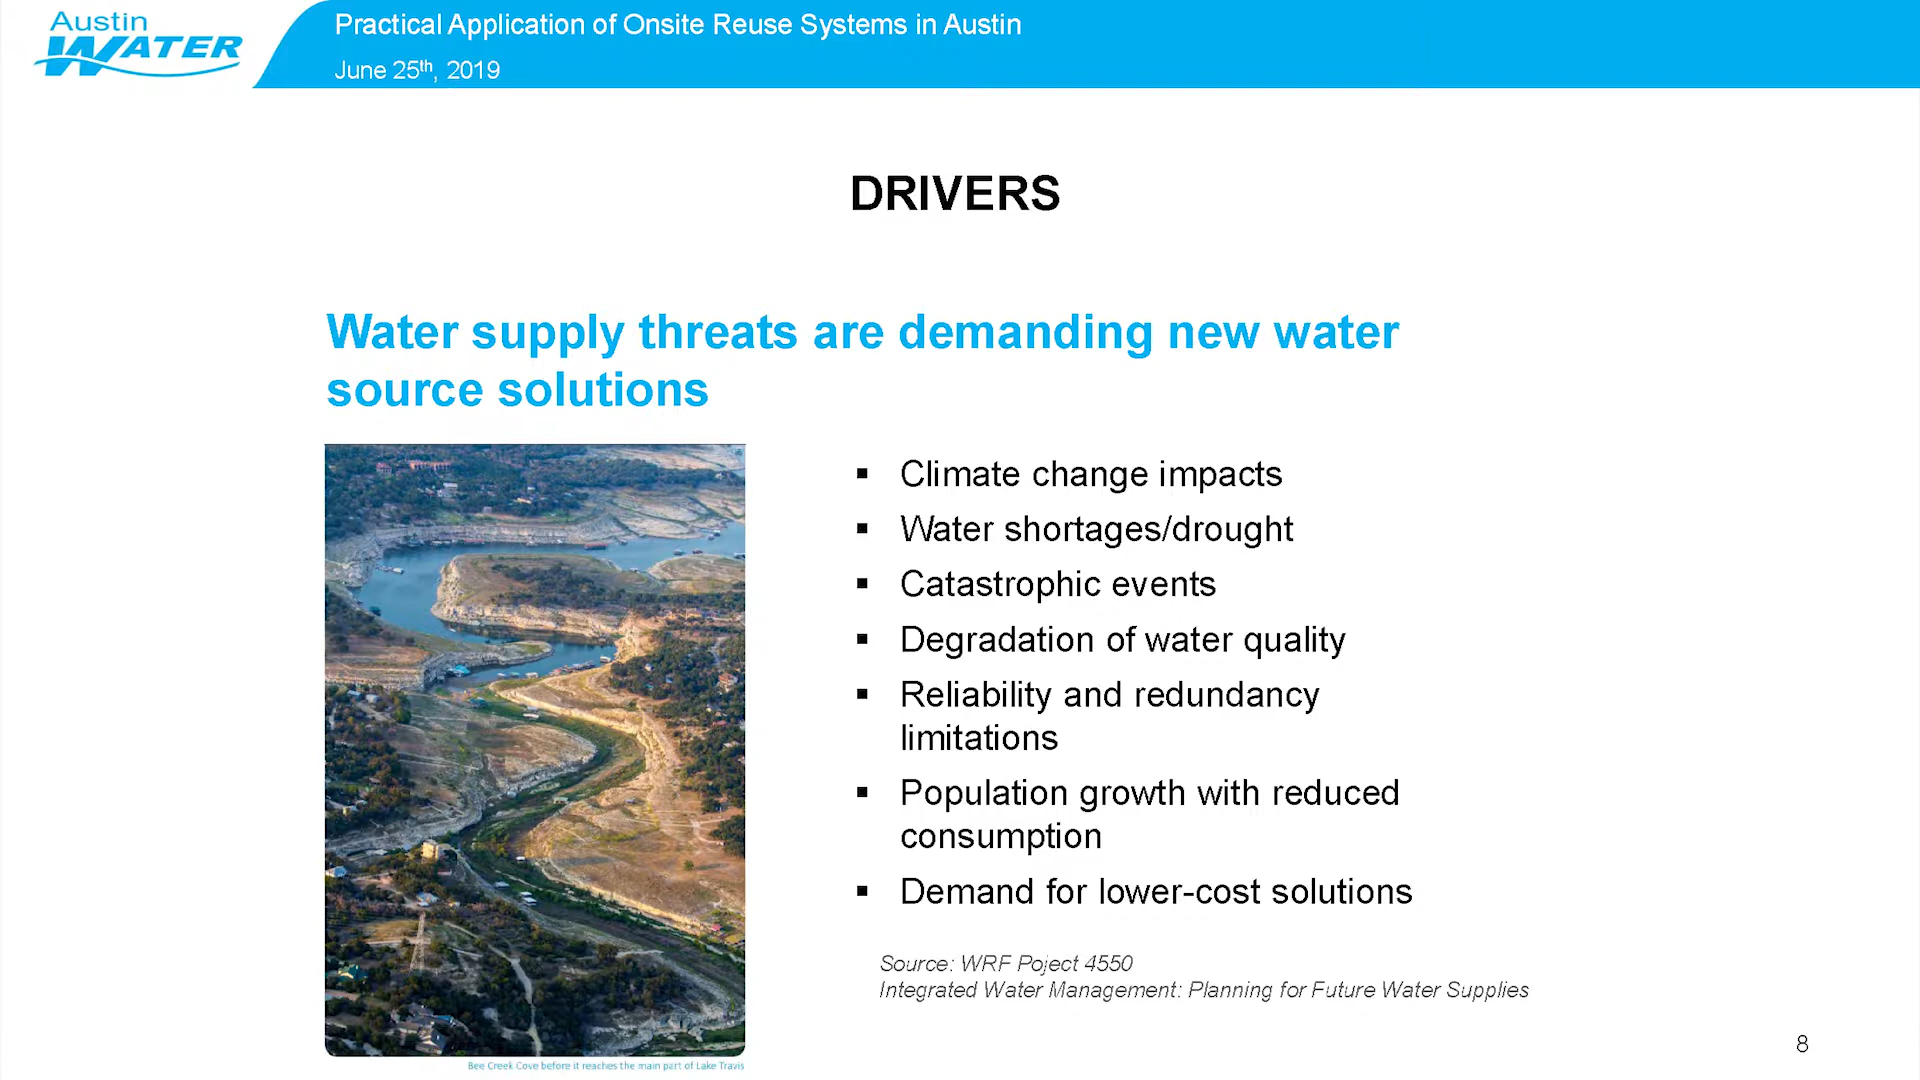 Austin
WATER
Practical Application of Onsite Reuse Systems in Austin
June 25th, 2019
DRIVERS
Water supply threats are demanding new water
source solutions
▪ Climate change impacts
▪ Water shortages/drought
▪ Catastrophic events
▪ Degradation of water quality
▪ Reliability and redundancy
limitations
▪ Population growth with reduced
consumption
▪ Demand for lower-cost solutions
Source: WRF Poject 4550
Integrated Water Management: Planning for Future Water Supplies
Bee Creek Cove before it reaches the main part of Lake Travis
8